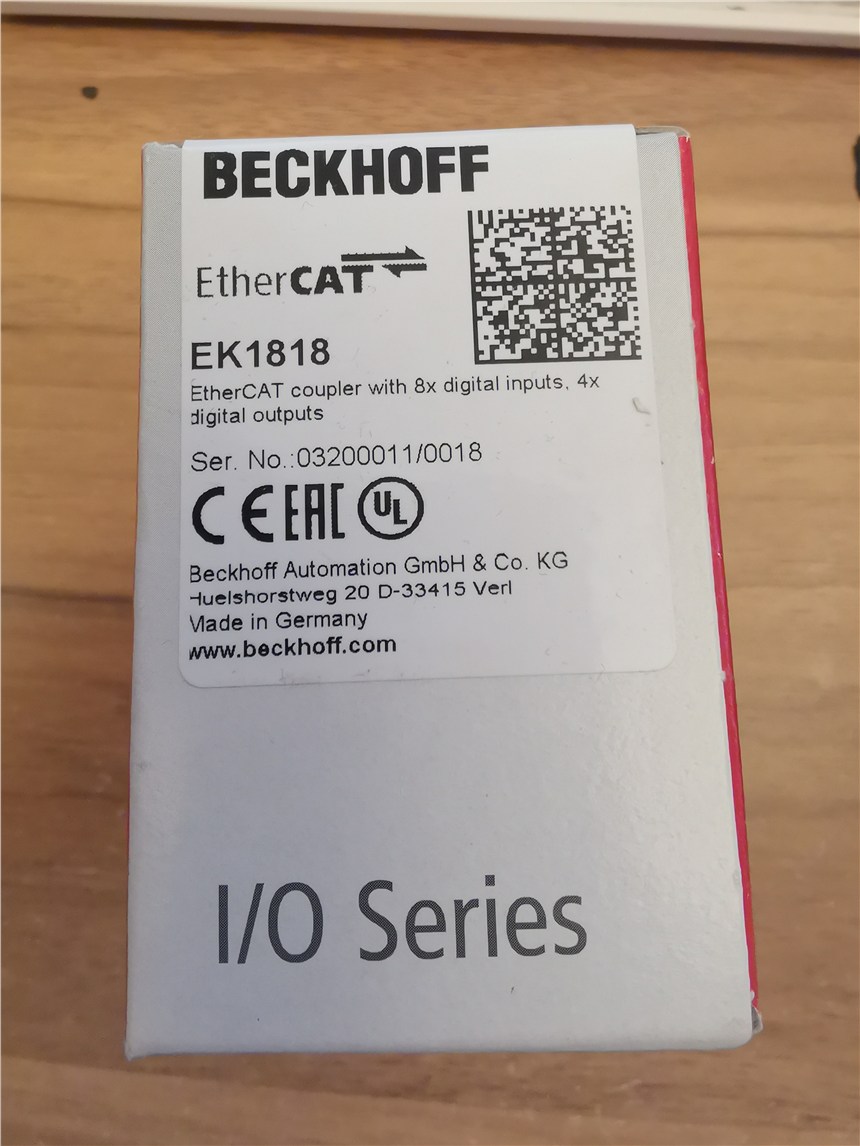 BECKHOFF
EtherCAT
EK1818
EtherCAT coupler with 8x digital inputs, 4x
digital outputs
Ser. No.:03200011/0018
CE EAC UL
Beckhoff Automation GmbH & Co. KG
Huelshorstweg 20 D-33415 Verl
Made in Germany
www.beckhoff.com
I/O Series